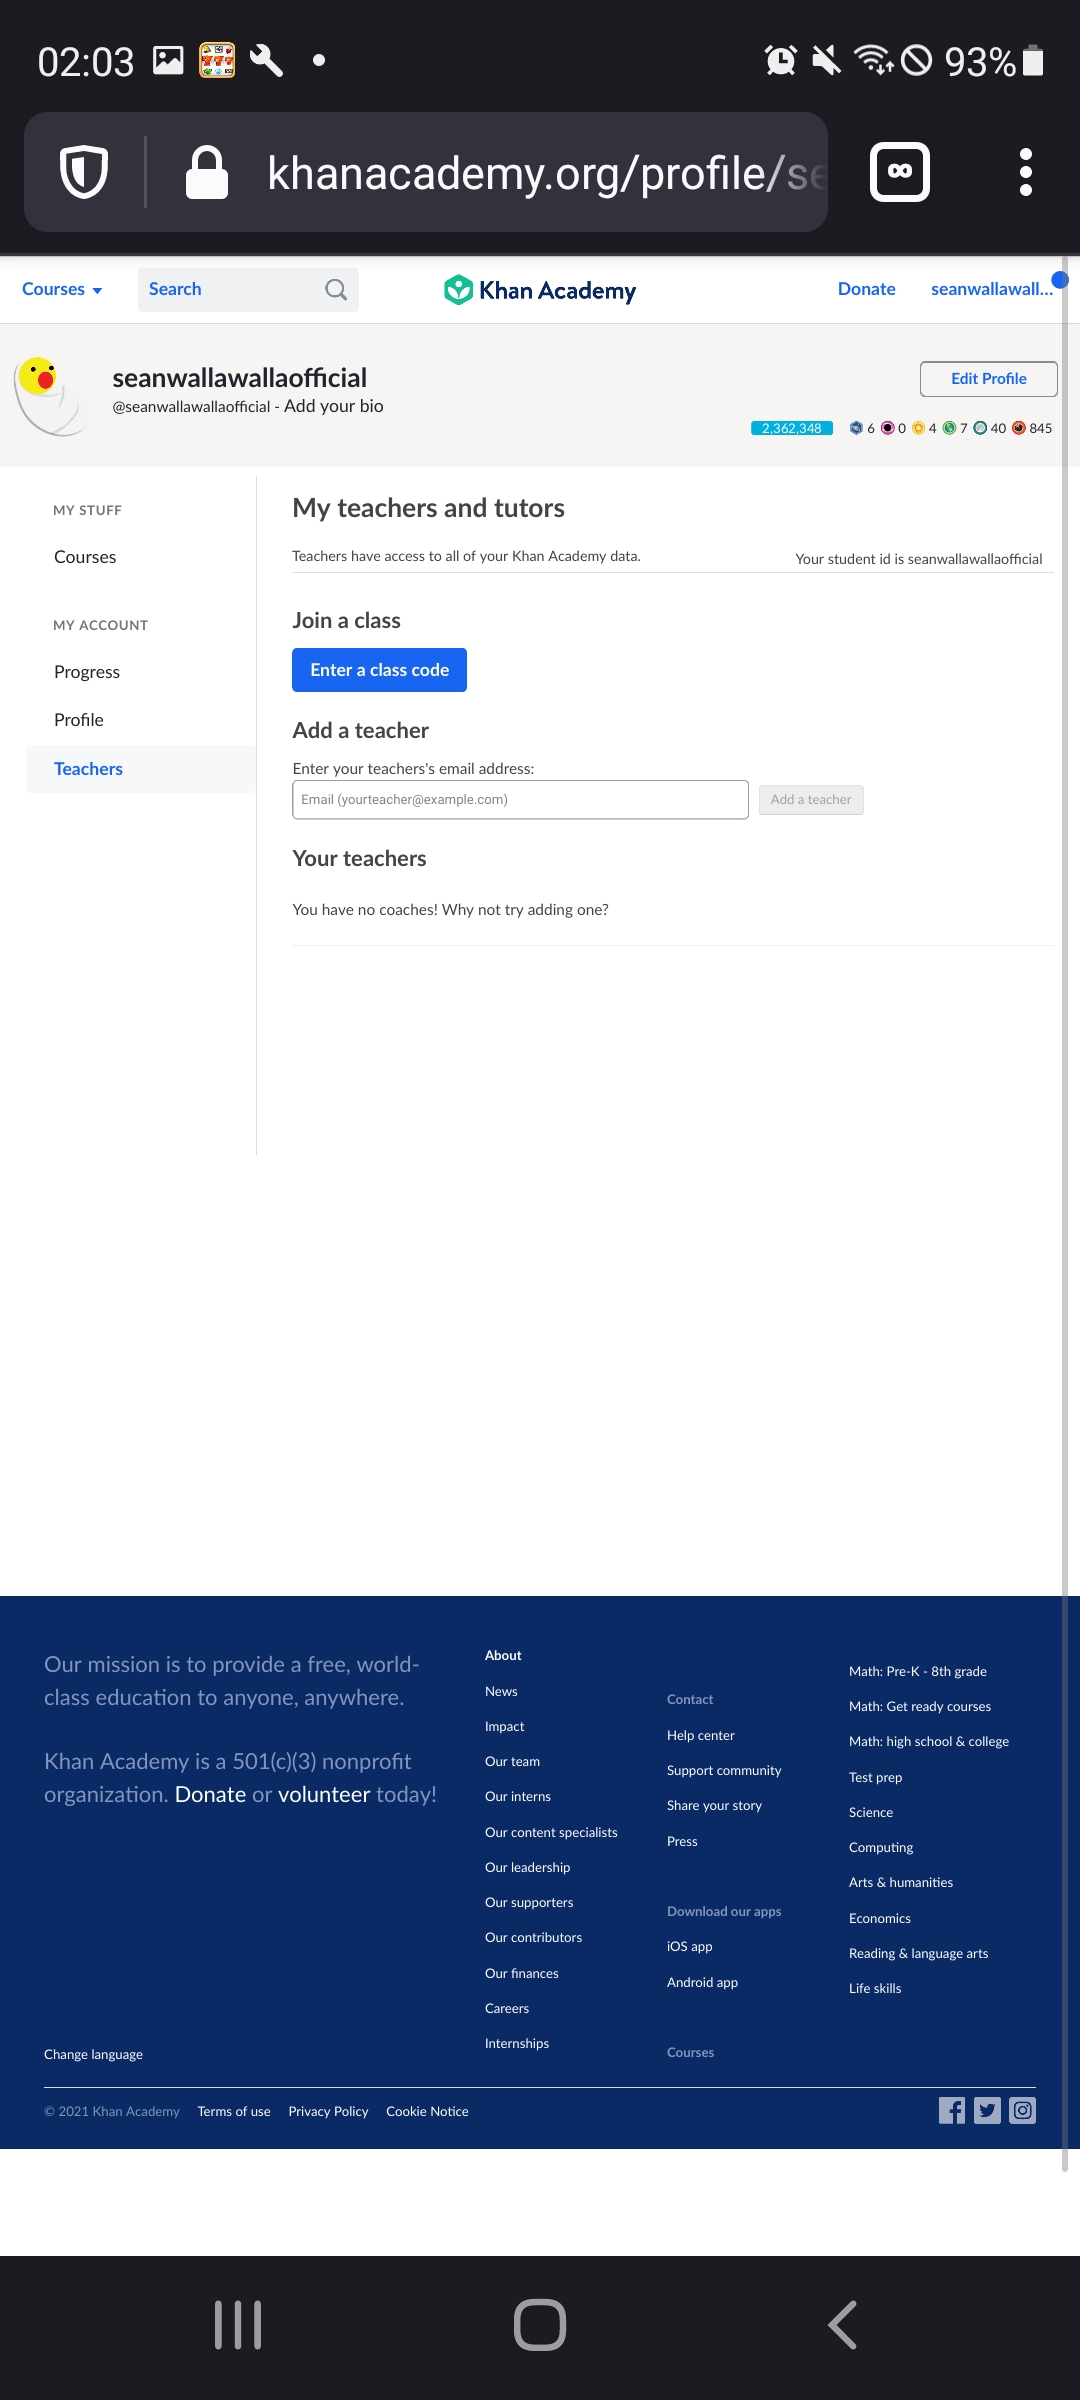 02:03
93%
khanacademy.org/profile/se
∞
Courses
Search
Khan Academy
Donate
seanwallawall...
seanwallawallaofficial
@seanwallawallaofficial - Add your bio
Edit Profile
2,362,348 6 0 4 7 40 845
MY STUFF
Courses
MY ACCOUNT
Progress
Profile
Teachers
My teachers and tutors
Teachers have access to all of your Khan Academy data.
Your student id is seanwallawallaofficial
Join a class
Enter a class code
Add a teacher
Enter your teachers's email address:
Email (yourteacher@example.com)
Add a teacher
Your teachers
You have no coaches! Why not try adding one?
Our mission is to provide a free, world-
class education to anyone, anywhere.
Khan Academy is a 501(c)(3) nonprofit
organization. Donate or volunteer today!
Change language
About
News
Impact
Our team
Our interns
Our content specialists
Our leadership
Our supporters
Our contributors
Our finances
Careers
Internships
Contact
Help center
Support community
Share your story
Press
Download our apps
iOS app
Android app
Courses
Math: Pre-K - 8th grade
Math: Get ready courses
Math: high school & college
Test prep
Science
Computing
Arts & humanities
Economics
Reading & language arts
Life skills
© 2021 Khan Academy
Terms of use
Privacy Policy
Cookie Notice